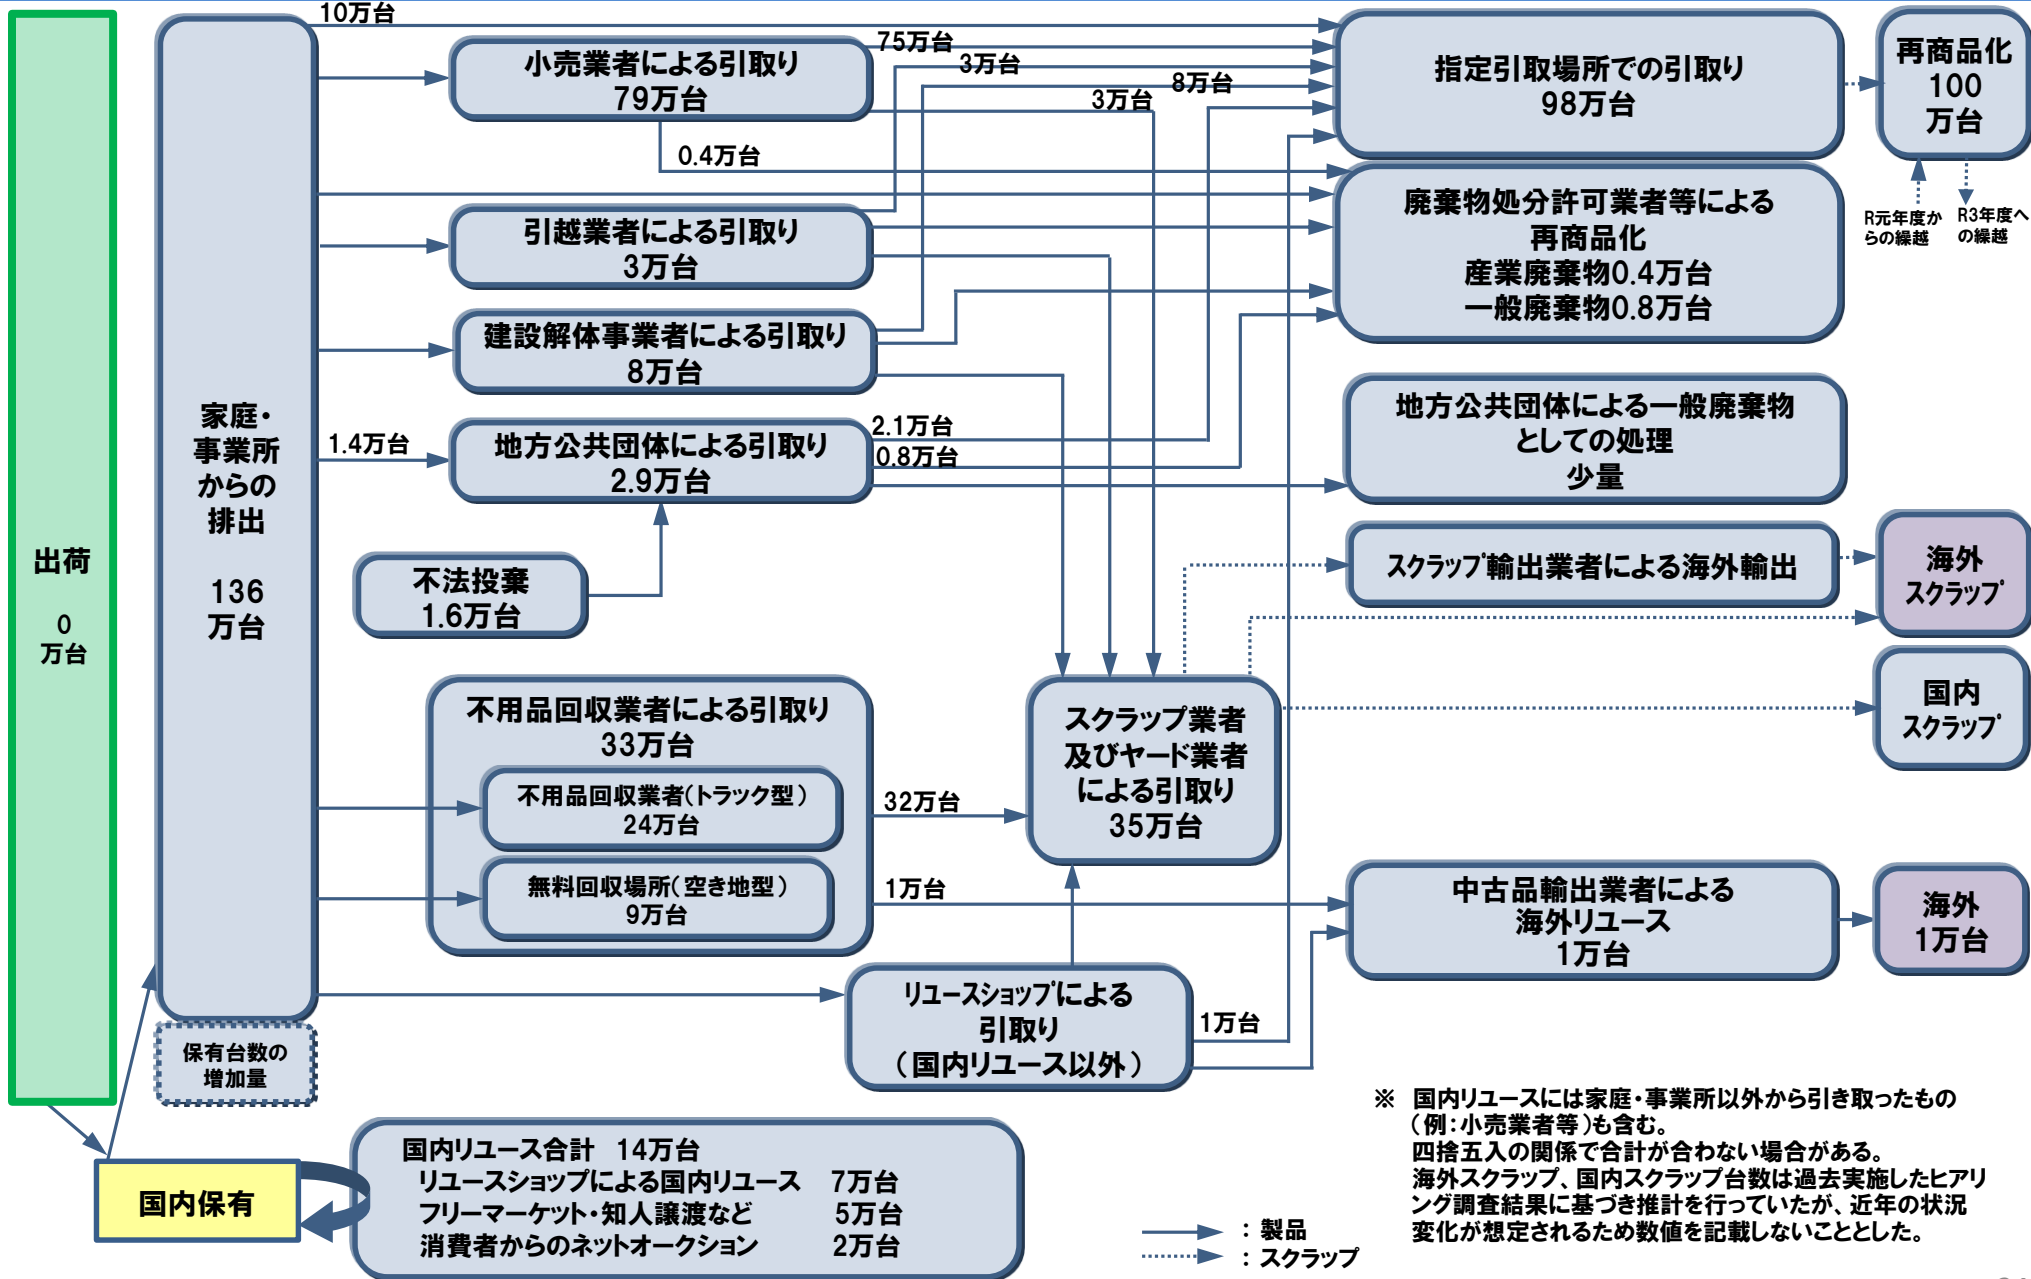 出荷
0
万台
家庭・
事業所
からの
排出
136
万台
保有台数の
増加量
国内保有
10万台
小売業者による引取り
79万台
75万台
3万台
8万台
3万台
0.4万台
引越業者による引取り
3万台
建設解体事業者による引取り
8万台
1.4万台
地方公共団体による引取り
2.9万台
2.1万台
0.8万台
不法投棄
1.6万台
不用品回収業者による引取り
33万台
不用品回収業者(トラック型)
24万台
無料回収場所(空き地型)
9万台
32万台
1万台
スクラップ業者
及びヤード業者
による引取り
35万台
リユースショップによる
引取り
(国内リユース以外)
1万台
指定引取場所での引取り
98万台
再商品化
100
万台
R元年度か
らの繰越
R3年度へ
の繰越
廃棄物処分許可業者等による
再商品化
産業廃棄物0.4万台
一般廃棄物0.8万台
地方公共団体による一般廃棄物
としての処理
少量
スクラップ輸出業者による海外輸出
海外
スクラップ
国内
スクラップ
中古品輸出業者による
海外リユース
1万台
海外
1万台
国内リユース合計 14万台
リユースショップによる国内リユース 7万台
フリーマーケット・知人譲渡など 5万台
消費者からのネットオークション 2万台
:製品
:スクラップ
※ 国内リユースには家庭・事業所以外から引き取ったもの
(例:小売業者等)も含む。
四捨五入の関係で合計が合わない場合がある。
海外スクラップ、国内スクラップ台数は過去実施したヒアリ
ング調査結果に基づき推計を行っていたが、近年の状況
変化が想定されるため数値を記載しないこととした。